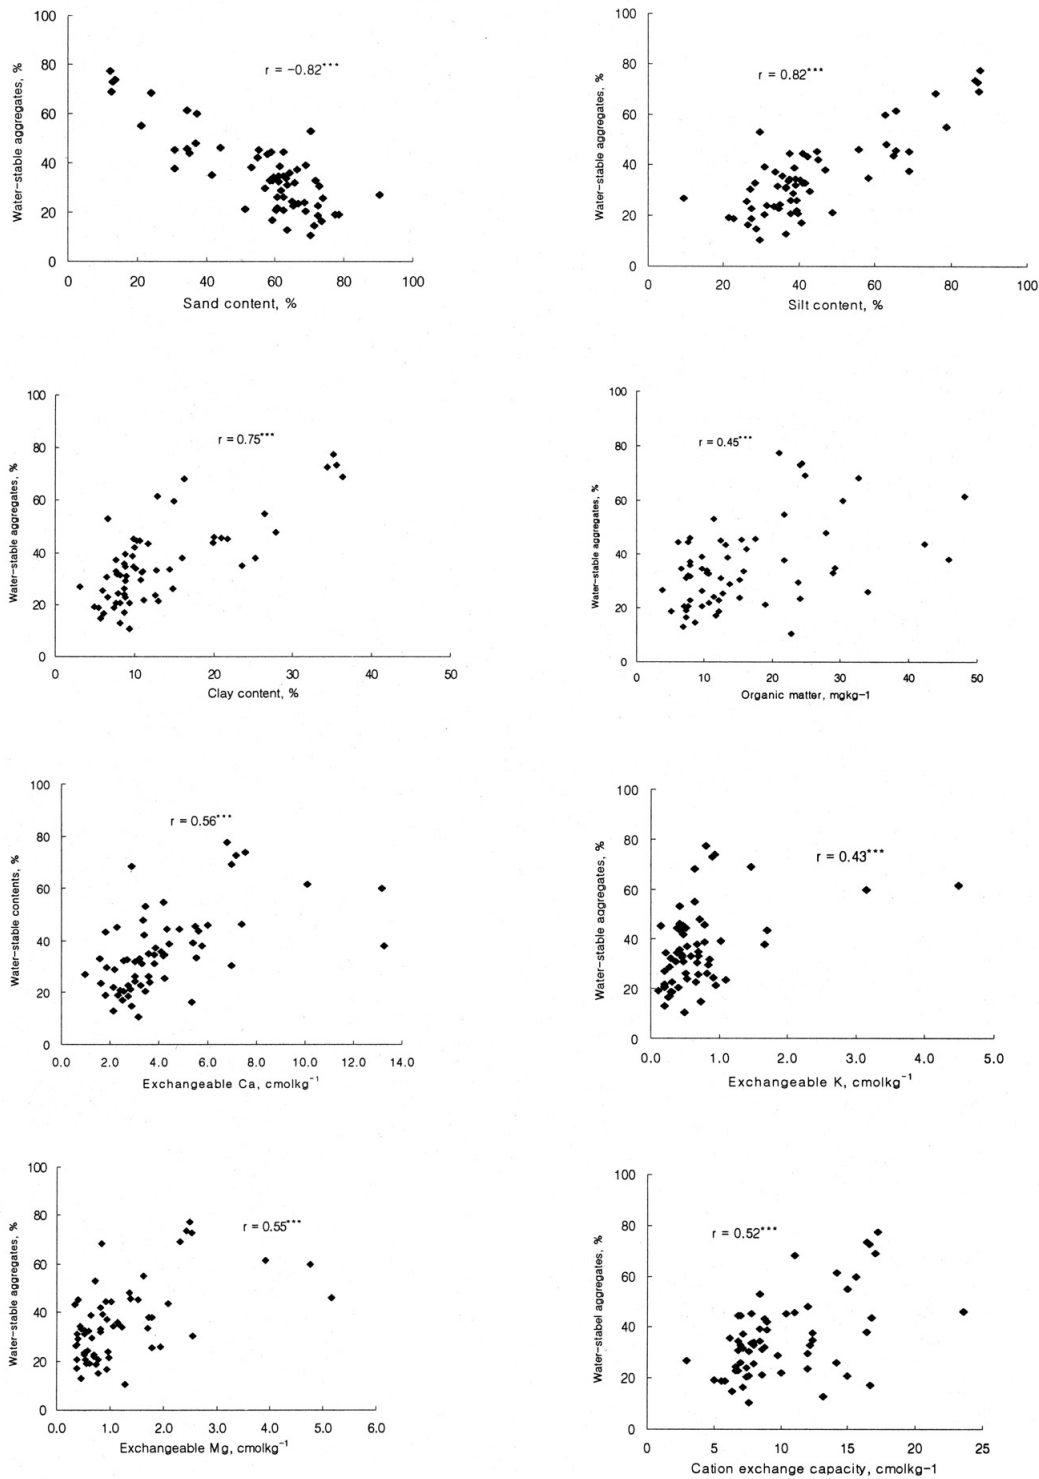 100
80
60
40
20
0
Water-stable aggregates, %
r = -0.82***
0 20 40 60 80 100
Sand content, %
100
80
60
40
20
0
Water-stable aggregates, %
r = 0.82***
0 20 40 60 80 100
Silt content, %
100
80
60
40
20
0
Water-stable aggregates, %
r = 0.75***
0 10 20 30 40 50
Clay content, %
100
80
60
40
20
0
Water-stable aggregates, %
r = 0.45***
0 10 20 30 40 50
Organic matter, mgkg-1
100
80
60
40
20
0
Water-stable contents, %
r = 0.56***
0.0 2.0 4.0 6.0 8.0 10.0 12.0 14.0
Exchangeable Ca, cmolkg⁻¹
100
80
60
40
20
0
Water-stable aggregates, %
r = 0.43***
0.0 1.0 2.0 3.0 4.0 5.0
Exchangeable K, cmolkg⁻¹
100
80
60
40
20
0
Water-stable aggregates, %
r = 0.55***
0.0 1.0 2.0 3.0 4.0 5.0 6.0
Exchangeable Mg, cmolkg⁻¹
100
80
60
40
20
0
Water-stabel aggregates, %
r = 0.52***
0 5 10 15 20 25
Cation exchange capacity, cmolkg-1